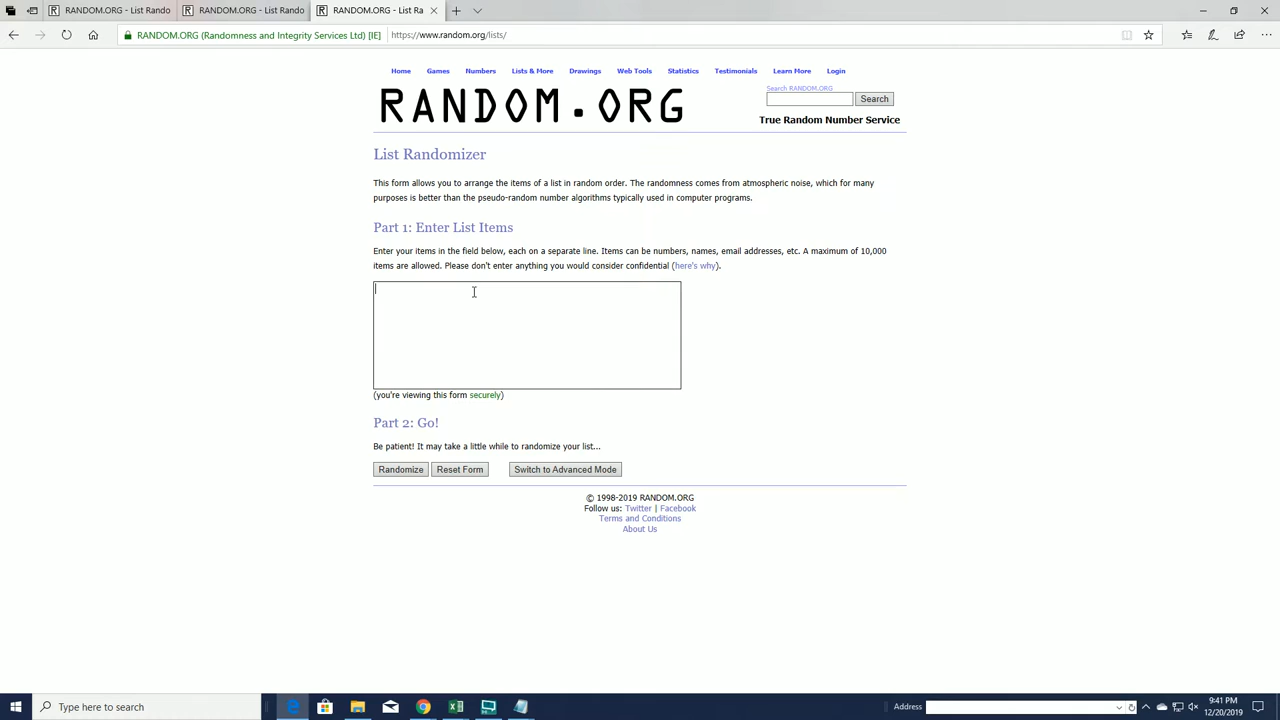 RANDOM.ORG - List Rando
RANDOM.ORG - List Rando
RANDOM.ORG - List Ra
RANDOM.ORG (Randomness and Integrity Services Ltd) [IE]
https://www.random.org/lists/
Home Games Numbers Lists & More Drawings Web Tools Statistics Testimonials Learn More Login
RANDOM.ORG
Search RANDOM.ORG
Search
True Random Number Service
List Randomizer
This form allows you to arrange the items of a list in random order. The randomness comes from atmospheric noise, which for many
purposes is better than the pseudo-random number algorithms typically used in computer programs.
Part 1: Enter List Items
Enter your items in the field below, each on a separate line. Items can be numbers, names, email addresses, etc. A maximum of 10,000
items are allowed. Please don't enter anything you would consider confidential (here's why).
(you're viewing this form securely)
Part 2: Go!
Be patient! It may take a little while to randomize your list...
Randomize Reset Form Switch to Advanced Mode
© 1998-2019 RANDOM.ORG
Follow us: Twitter | Facebook
Terms and Conditions
About Us
Type here to search
Address
9:41 PM
12/20/2019